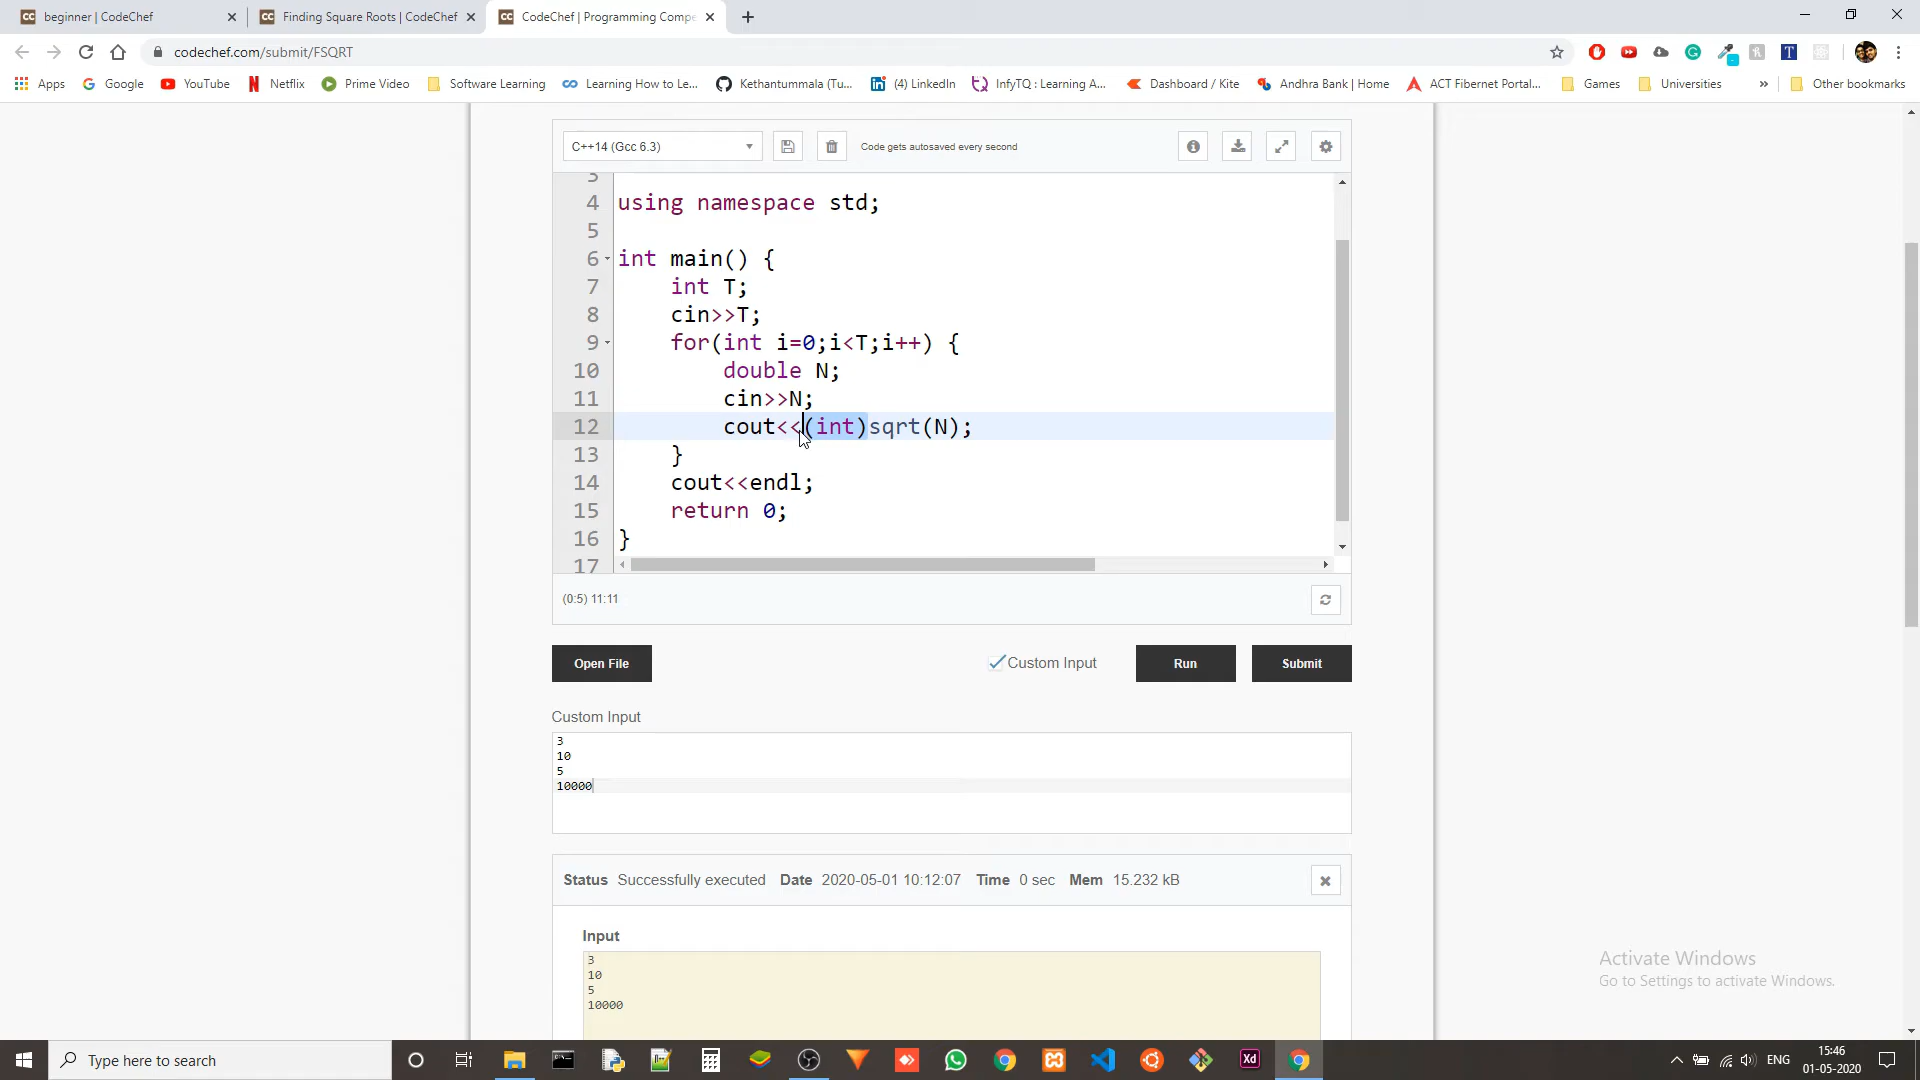 beginner | CodeChef
Finding Square Roots | CodeChef
CodeChef | Programming Compe
codechef.com/submit/FSQRT
Apps Google YouTube Netflix Prime Video Software Learning Learning How to Le... Kethantummala (Tu... (4) LinkedIn InfyTQ : Learning A... Dashboard / Kite Andhra Bank | Home ACT Fibernet Portal... Games Universities » Other bookmarks
C++14 (Gcc 6.3) Code gets autosaved every second
3
4 using namespace std;
5
6 int main() {
7 int T;
8 cin>>T;
9 for(int i=0;i<T;i++) {
10 double N;
11 cin>>N;
12 cout<<(int)sqrt(N);
13 }
14 cout<<endl;
15 return 0;
16 }
17
(0:5) 11:11
Open File Custom Input Run Submit
Custom Input
3
10
5
10000
Status Successfully executed Date 2020-05-01 10:12:07 Time 0 sec Mem 15.232 kB
Input
3
10
5
10000
Activate Windows
Go to Settings to activate Windows.
Type here to search
Xd
ENG
15:46
01-05-2020